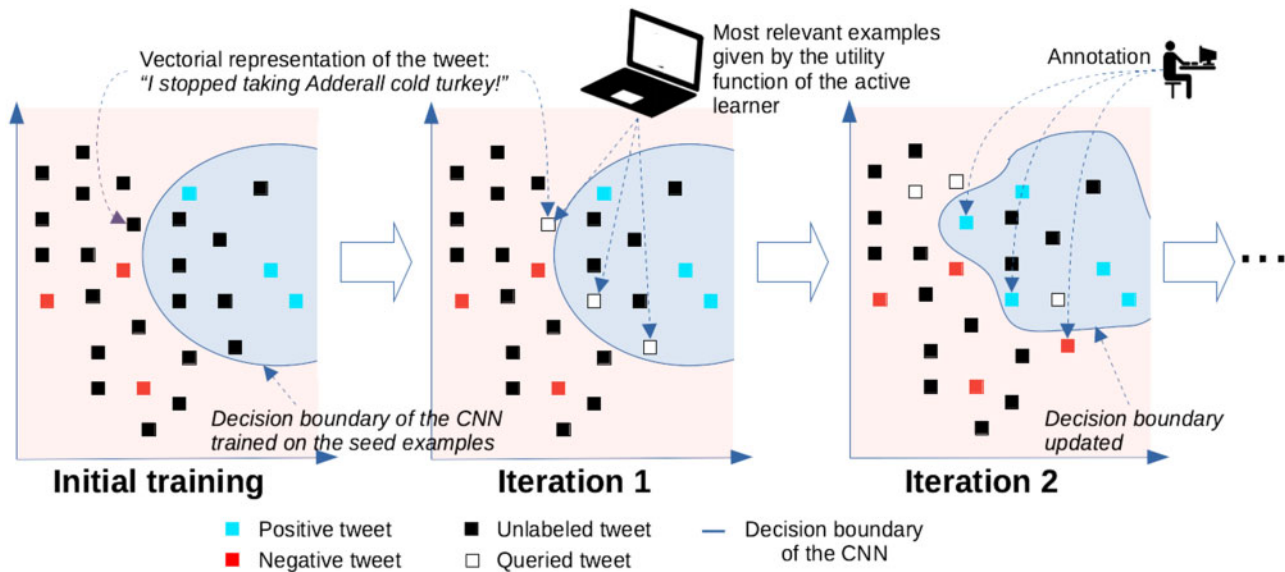 Vectorial representation of the tweet:
“I stopped taking Adderall cold turkey!”
Most relevant examples
given by the utility
function of the active
learner
Annotation
Decision boundary of the CNN
trained on the seed examples
Decision boundary
updated
...
Initial training
Iteration 1
Iteration 2
Positive tweet
Negative tweet
Unlabeled tweet
Queried tweet
Decision boundary
of the CNN